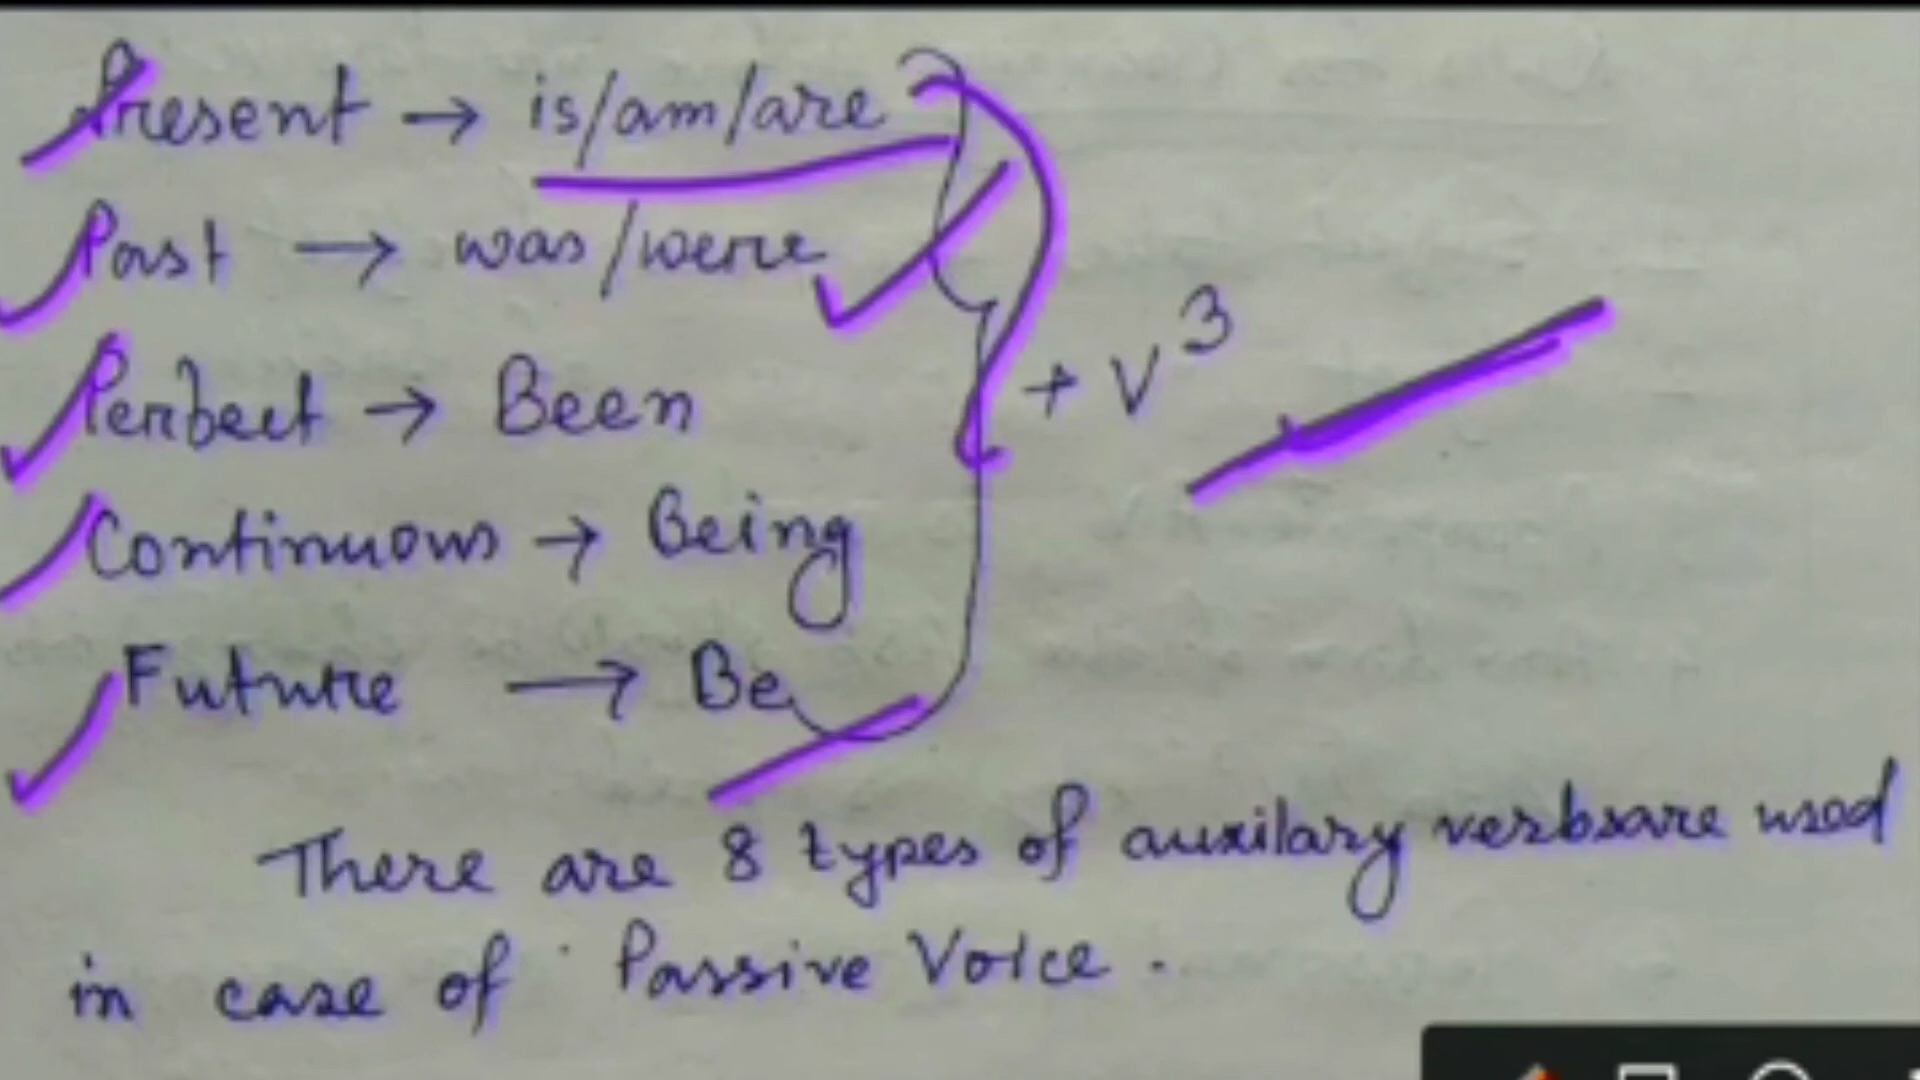 Present → is/am/are
Past → was/were
Perfect → Been
+ V³
Continuous → Being
Future → Be
There are 8 types of auxilary verbsare used
in case of Passive Voice.